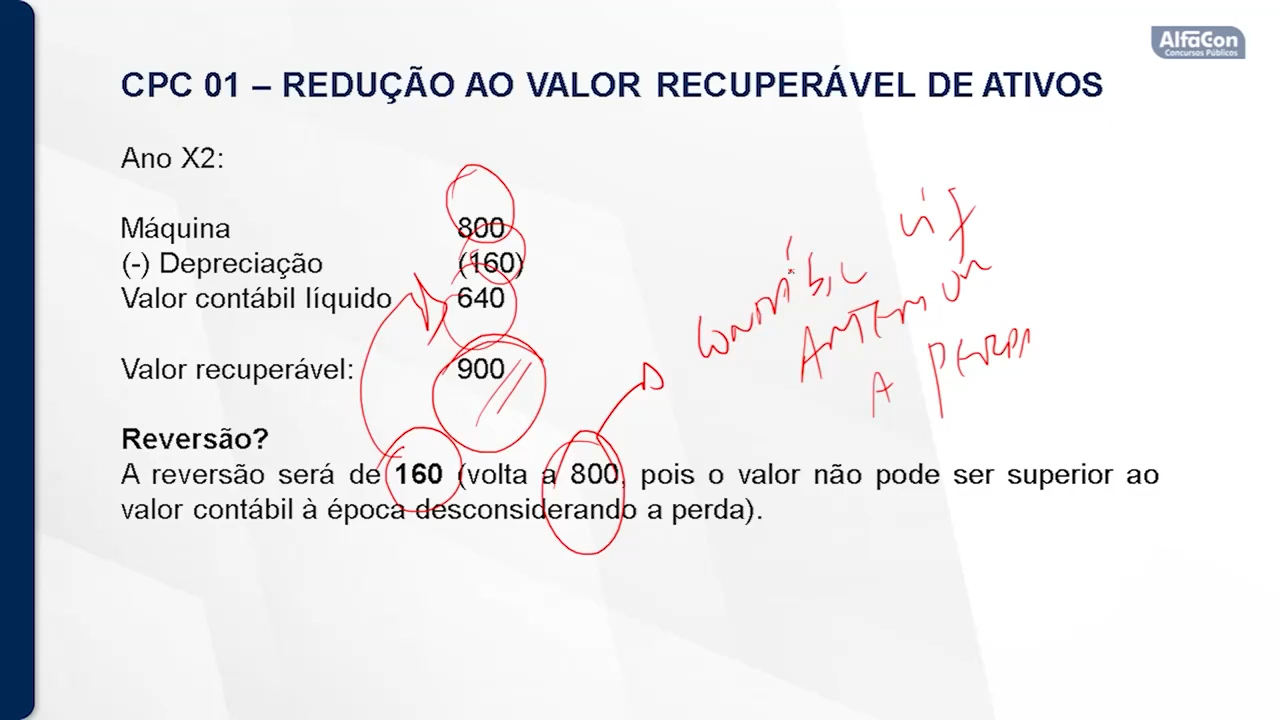 AlfaCon
Concursos Públicos
CPC 01 – REDUÇÃO AO VALOR RECUPERÁVEL DE ATIVOS
Ano X2:
Máquina 800
(-) Depreciação (160)
Valor contábil líquido 640
Valor recuperável: 900
Reversão?
A reversão será de 160 (volta a 800, pois o valor não pode ser superior ao
valor contábil à época desconsiderando a perda).
A PERDA